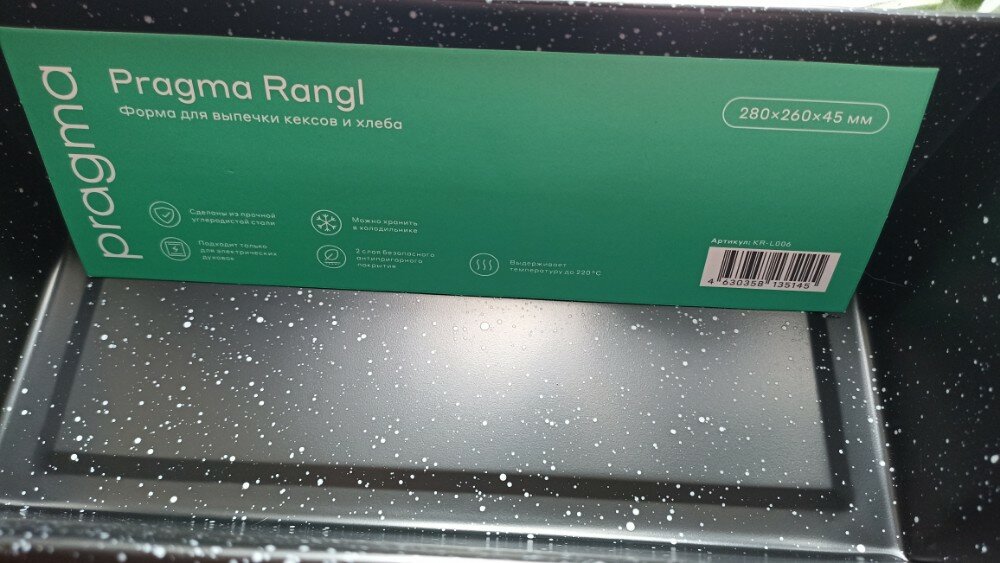 pragma
Pragma Rangl
Форма для выпечки кексов и хлеба
280×260×45 мм
Сделаны из прочной
углеродистой стали
Можно хранить
в холодильнике
Подходит только
для электрических
духовок
2 слоя безопасного
антипригарного
покрытия
Выдерживает
температуру до 220°C
Артикул: KR-L006
4 630358 135145